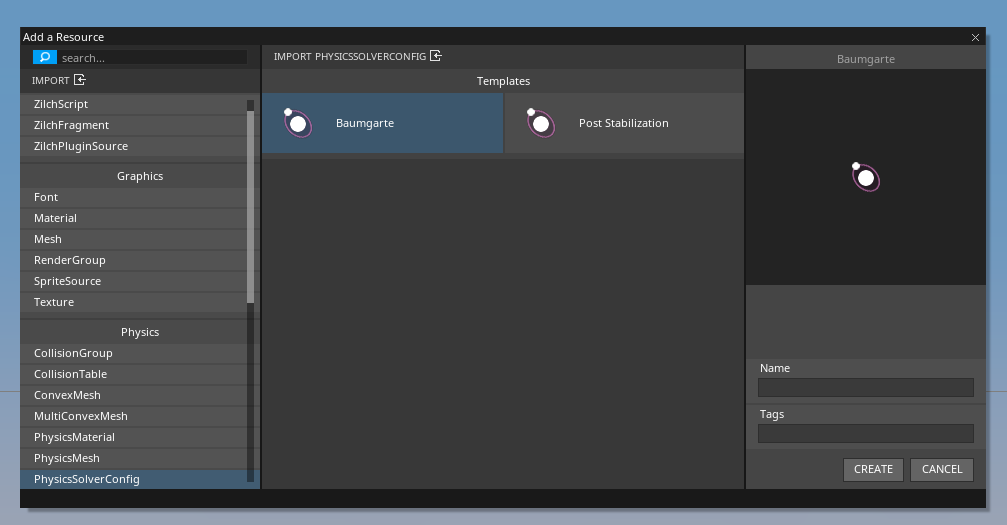 Add a Resource
search...
IMPORT
ZilchScript
ZilchFragment
ZilchPluginSource
Graphics
Font
Material
Mesh
RenderGroup
SpriteSource
Texture
Physics
CollisionGroup
CollisionTable
ConvexMesh
MultiConvexMesh
PhysicsMaterial
PhysicsMesh
PhysicsSolverConfig
IMPORT PHYSICSSOLVERCONFIG
Templates
Baumgarte
Post Stabilization
Baumgarte
Name
Tags
CREATE
CANCEL